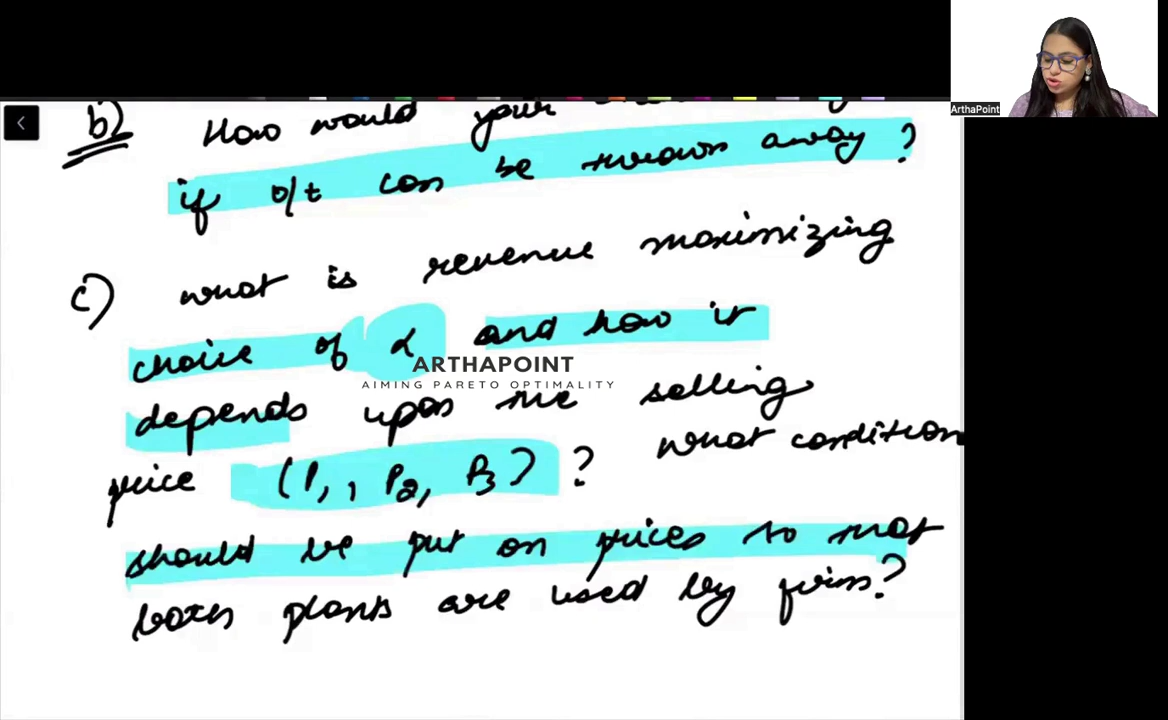 b) How would your
if o/t can be thrown away?
c) what is revenue maximizing
choice of α and how it
depends upon the selling
price (P1, P2, P3)? what condition
should be put on prices so that
both plants are used by firm?
ARTHAPOINT
AIMING PARETO OPTIMALITY
ArthaPoint